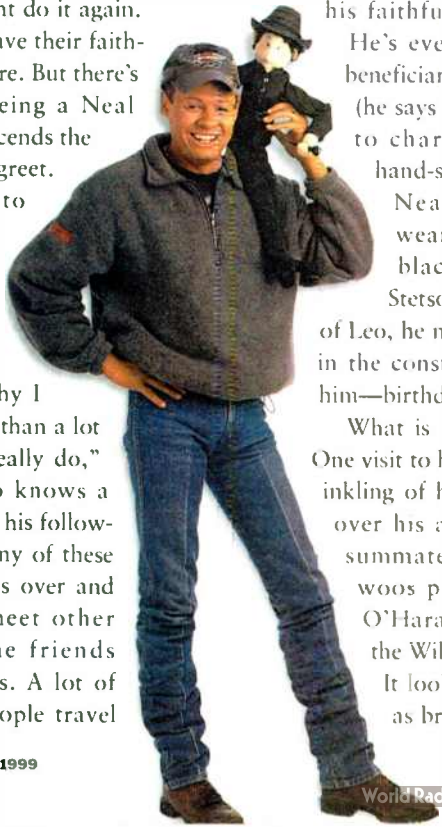 nt do it again.
ave their faith-
re. But there's
eing a Neal
cends the
greet.
to
hy I
than a lot
eally do,"
o knows a
his follow-
ny of these
s over and
neet other
ne friends
s. A lot of
ople travel
1999
his faithfu
He's eve
beneficiar
(he says
to char
hand-s
Nea
wear
blac
Stetso
of Leo, he n
in the const
him—birthd
What is
One visit to h
inkling of h
over his a
summate
woos p
O'Hara
the Wil
It loo
as br
World Rad